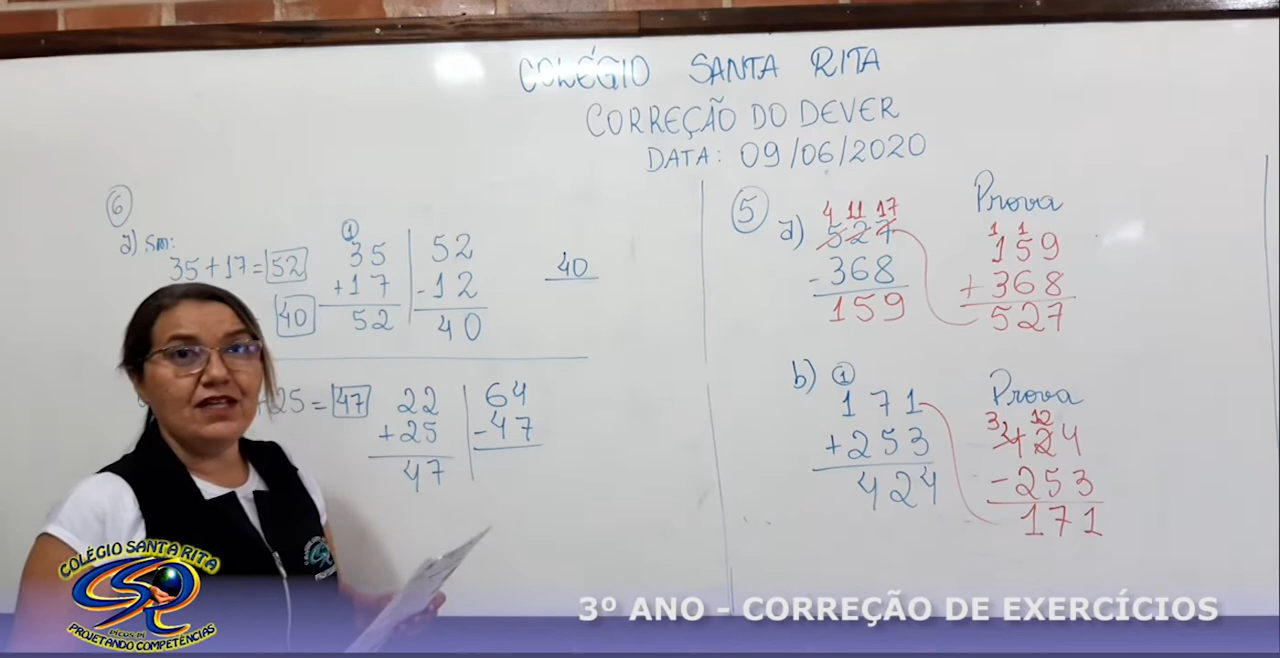 COLÉGIO SANTA RITA
CORREÇÃO DO DEVER
DATA: 09/06/2020
6
a) Sm:
35+17=52
40
1
35
+17
52
52
-12
40
40
+25=47
22
+25
47
64
-47
5
a)
4 11 17
527
-368
159
Prova
1 1
159
+368
527
b)
1
171
+253
424
Prova
3 12
424
-253
171
COLÉGIO SANTA RITA
CSR
PICOS-PI
PROJETANDO COMPETÊNCIAS
3º ANO - CORREÇÃO DE EXERCÍCIOS